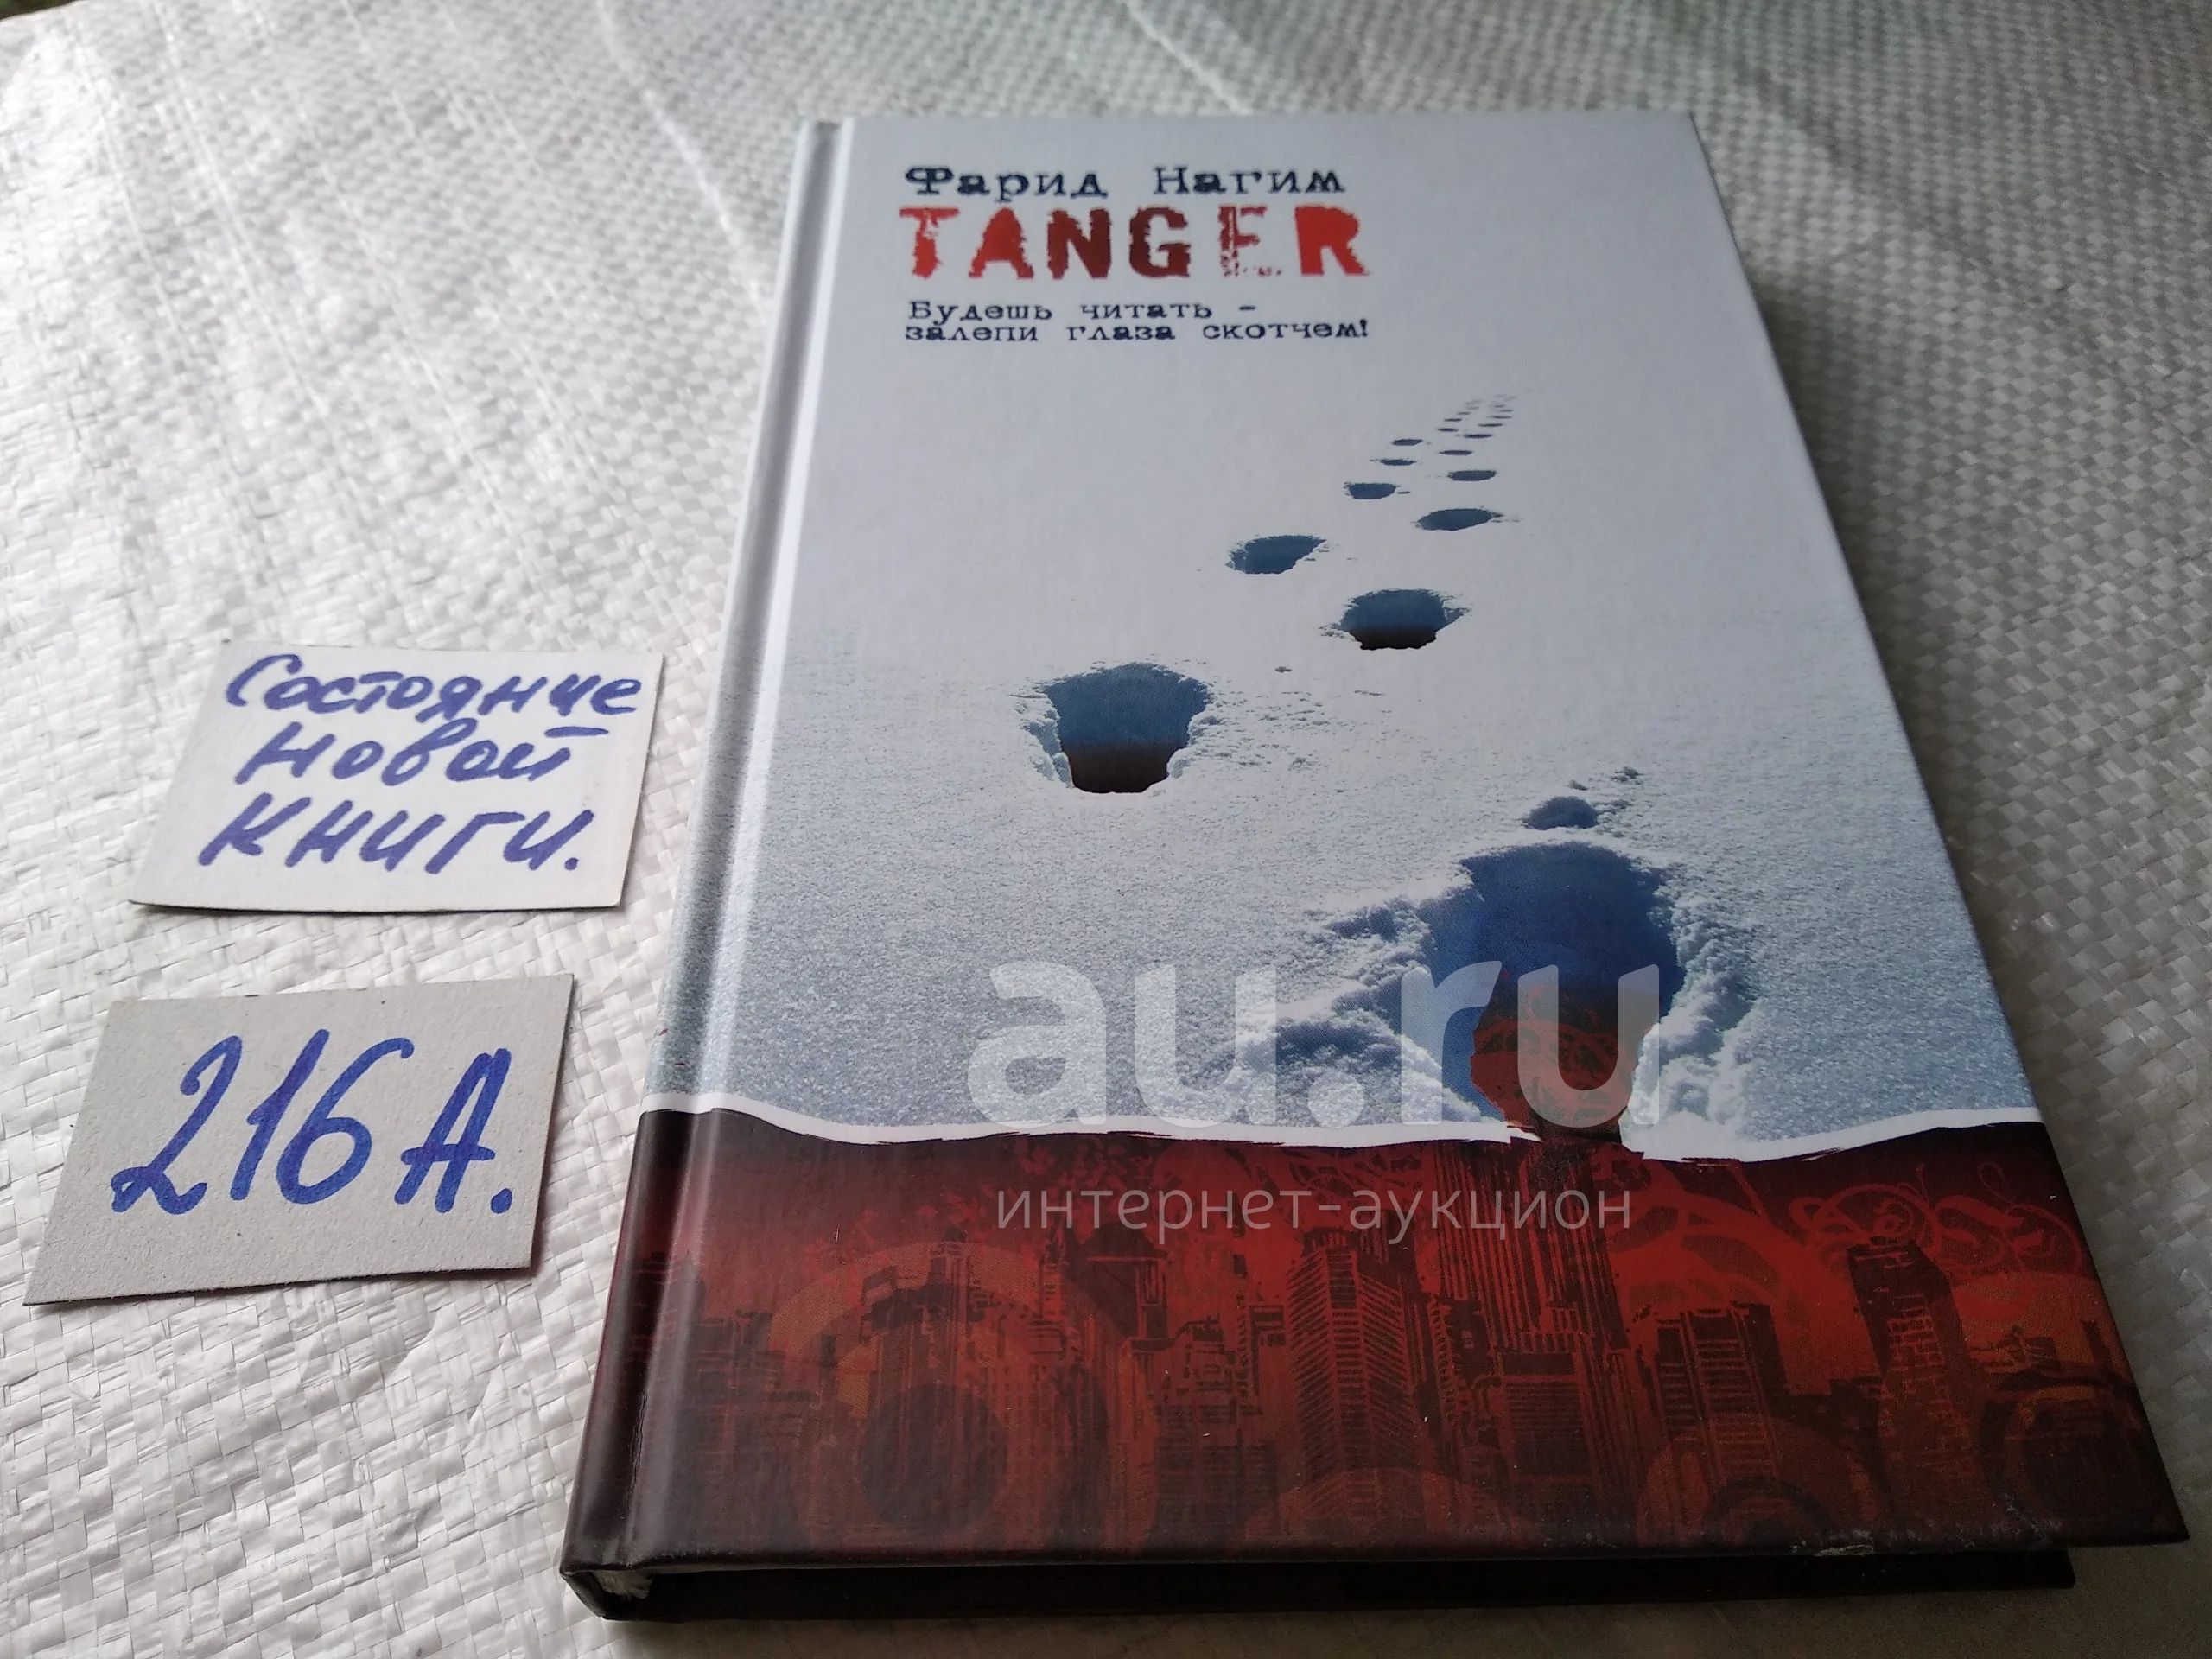 Фарид Нагим
TANGER
Будешь читать -
залепи глаза скотчем!
Состояние
новой
книги.
216А.
au.ru
интернет-аукцион